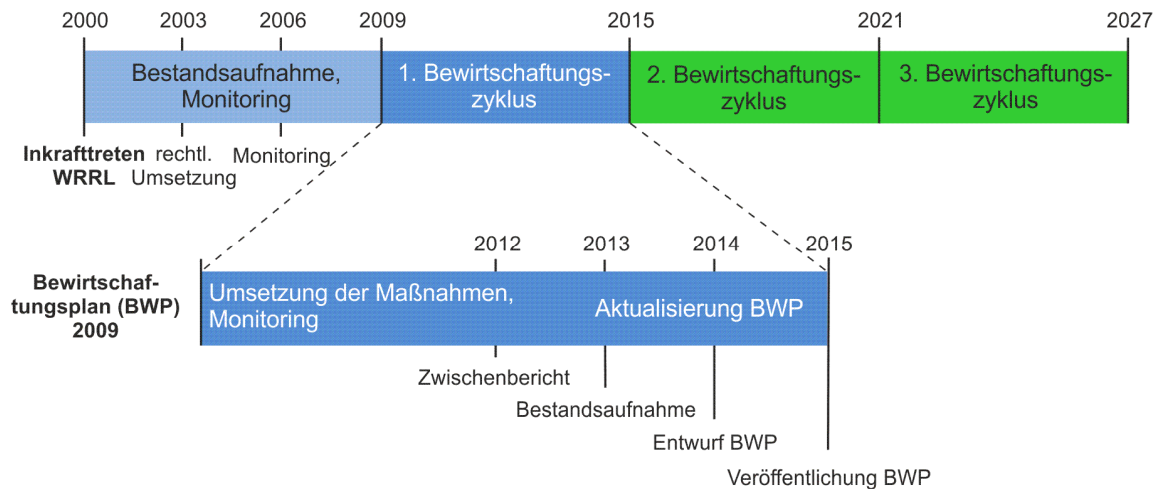 2000 2003 2006 2009 2015 2021 2027
Bestandsaufnahme,
Monitoring
1. Bewirtschaftungs-
zyklus
2. Bewirtschaftungs-
zyklus
3. Bewirtschaftungs-
zyklus
Inkrafttreten
WRRL
rechtl.
Umsetzung
Monitoring
2012 2013 2014 2015
Bewirtschaf-
tungsplan (BWP)
2009
Umsetzung der Maßnahmen,
Monitoring
Aktualisierung BWP
Zwischenbericht
Bestandsaufnahme
Entwurf BWP
Veröffentlichung BWP